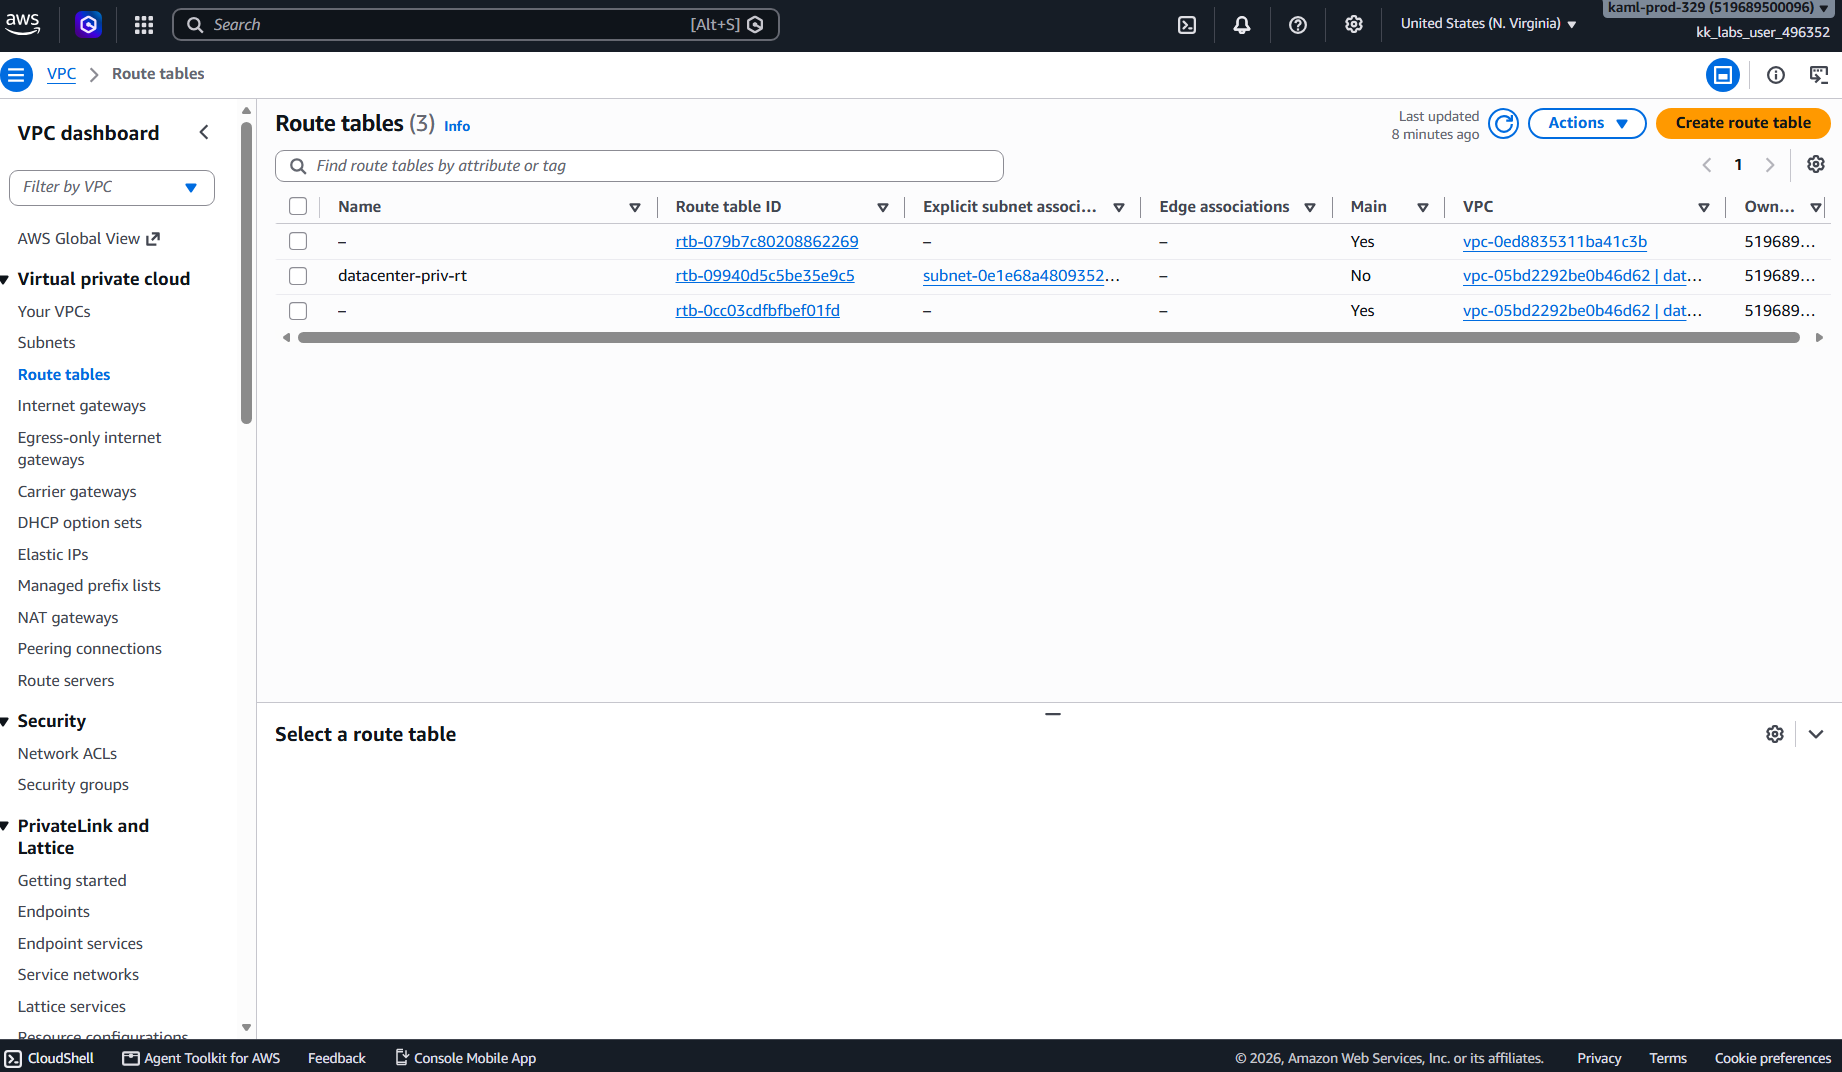 aws
Search [Alt+S]
United States (N. Virginia)
kaml-prod-329 (519689500096)
kk_labs_user_496352
VPC
Route tables
VPC dashboard
Filter by VPC
AWS Global View
Virtual private cloud
Your VPCs
Subnets
Route tables
Internet gateways
Egress-only internet
gateways
Carrier gateways
DHCP option sets
Elastic IPs
Managed prefix lists
NAT gateways
Peering connections
Route servers
Security
Network ACLs
Security groups
PrivateLink and
Lattice
Getting started
Endpoints
Endpoint services
Service networks
Lattice services
Resource configurations
Route tables (3) Info
Last updated
8 minutes ago
Actions
Create route table
Find route tables by attribute or tag
1
Name Route table ID Explicit subnet associ... Edge associations Main VPC Own...
– rtb-079b7c80208862269 – – Yes vpc-0ed8835311ba41c3b 519689...
datacenter-priv-rt rtb-09940d5c5be35e9c5 subnet-0e1e68a4809352... – No vpc-05bd2292be0b46d62 | dat... 519689...
– rtb-0cc03cdfbfbef01fd – – Yes vpc-05bd2292be0b46d62 | dat... 519689...
Select a route table
CloudShell Agent Toolkit for AWS Feedback Console Mobile App © 2026, Amazon Web Services, Inc. or its affiliates. Privacy Terms Cookie preferences